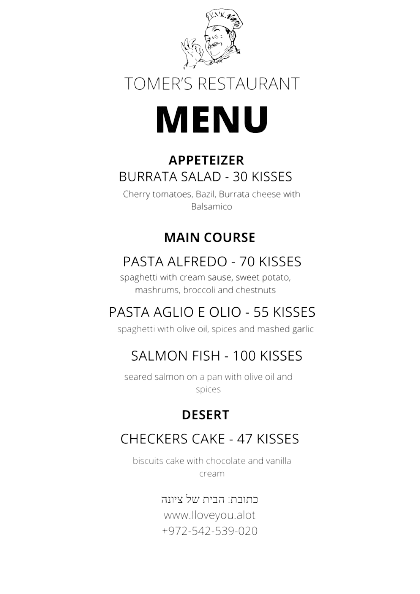 TOMER'S RESTAURANT
MENU
APPETEIZER
BURRATA SALAD - 30 KISSES
Cherry tomatoes, Bazil, Burrata cheese with
Balsamico
MAIN COURSE
PASTA ALFREDO - 70 KISSES
spaghetti with cream sause, sweet potato,
mashrums, broccoli and chestnuts
PASTA AGLIO E OLIO - 55 KISSES
spaghetti with olive oil, spices and mashed garlic
SALMON FISH - 100 KISSES
seared salmon on a pan with olive oil and
spices
DESERT
CHECKERS CAKE - 47 KISSES
biscuits cake with chocolate and vanilla
cream
כתובת: הבית של ציונה
www.Iloveyou.alot
+972-542-539-020